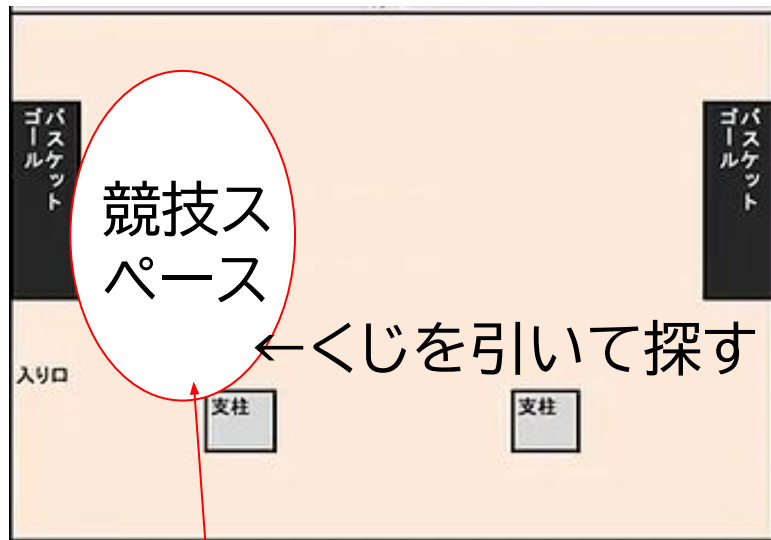 バスケット
ゴール
競技ス
ペース
バスケット
ゴール
←くじを引いて探す
入り口
支柱
支柱